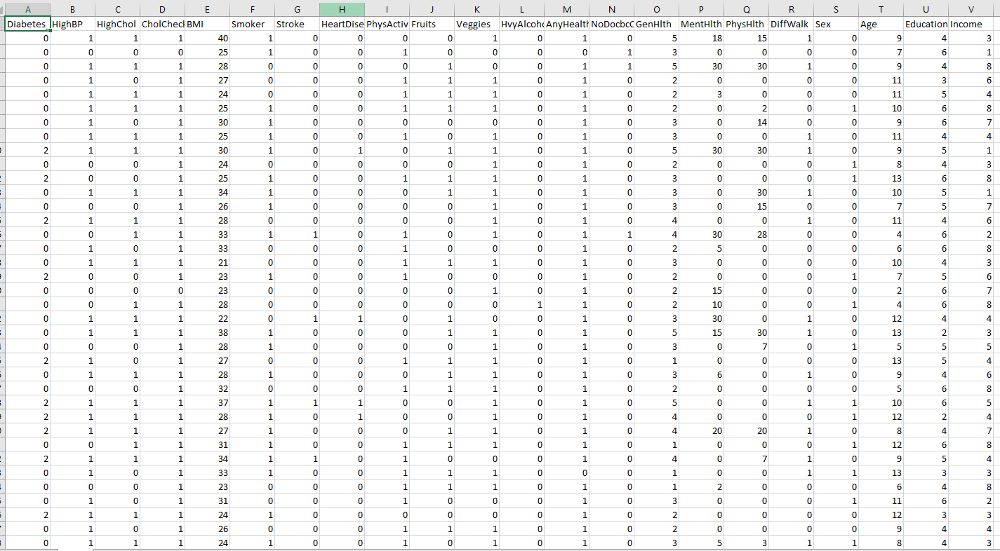 A B C D E F G H I J K L M N O P Q R S T U V
Diabetes_ HighBP HighChol CholCheck BMI Smoker Stroke HeartDise PhysActiv Fruits Veggies HvyAlcoho AnyHealth NoDocbcC GenHlth MentHlth PhysHlth DiffWalk Sex Age Education Income
0 1 1 1 40 1 0 0 0 0 1 0 1 0 5 18 15 1 0 9 4 3
0 0 0 0 25 1 0 0 1 0 0 0 0 1 3 0 0 0 0 7 6 1
0 1 1 1 28 0 0 0 0 1 0 0 1 1 5 30 30 1 0 9 4 8
0 1 0 1 27 0 0 0 1 1 1 0 1 0 2 0 0 0 0 11 3 6
0 1 1 1 24 0 0 0 1 1 1 0 1 0 2 3 0 0 0 11 5 4
0 1 1 1 25 1 0 0 1 1 1 0 1 0 2 0 2 0 1 10 6 8
0 1 0 1 30 1 0 0 0 0 0 0 1 0 3 0 14 0 0 9 6 7
0 1 1 1 25 1 0 0 1 0 1 0 1 0 3 0 0 1 0 11 4 4
2 1 1 1 30 1 0 1 0 1 1 0 1 0 5 30 30 1 0 9 5 1
0 0 0 1 24 0 0 0 0 0 1 0 1 0 2 0 0 0 1 8 4 3
2 0 0 1 25 1 0 0 1 1 1 0 1 0 3 0 0 0 1 13 6 8
0 1 1 1 34 1 0 0 0 1 1 0 1 0 3 0 30 1 0 10 5 1
0 0 0 1 26 1 0 0 0 0 1 0 1 0 3 0 15 0 0 7 5 7
2 1 1 1 28 0 0 0 0 0 1 0 1 0 4 0 0 1 0 11 4 6
0 0 1 1 33 1 1 0 1 0 1 0 1 1 4 30 28 0 0 4 6 2
0 1 0 1 33 0 0 0 1 0 0 0 1 0 2 5 0 0 0 6 6 8
0 1 1 1 21 0 0 0 1 1 1 0 1 0 3 0 0 0 0 10 4 3
2 0 0 1 23 1 0 0 1 0 0 0 1 0 2 0 0 0 1 7 5 6
0 0 0 0 23 0 0 0 0 0 1 0 1 0 2 15 0 0 0 2 6 7
0 0 1 1 28 0 0 0 0 0 0 1 1 0 2 10 0 0 1 4 6 8
0 1 1 1 22 0 1 1 0 1 0 0 1 0 3 30 0 1 0 12 4 4
0 1 1 1 38 1 0 0 0 1 1 0 1 0 5 15 30 1 0 13 2 3
0 0 0 1 28 1 0 0 0 0 1 0 1 0 3 0 7 0 1 5 5 5
2 1 0 1 27 0 0 0 1 1 1 0 1 0 1 0 0 0 0 13 5 4
0 1 1 1 28 1 0 0 0 1 1 0 1 0 3 6 0 1 0 9 4 6
0 0 0 1 32 0 0 0 1 1 1 0 1 0 2 0 0 0 0 5 6 8
2 1 1 1 37 1 1 1 0 0 1 0 1 0 5 0 0 1 1 10 6 5
2 1 1 1 28 1 0 1 0 0 1 0 1 0 4 0 0 0 1 12 2 4
2 1 1 1 27 1 0 0 0 1 1 0 1 0 4 20 20 1 0 8 4 7
0 0 1 1 31 1 0 0 1 1 1 0 1 0 1 0 0 0 1 12 6 8
2 1 1 1 34 1 1 0 1 0 0 0 1 0 4 0 7 1 0 9 5 4
0 1 0 1 33 1 0 0 1 1 1 0 0 0 1 0 0 1 1 13 3 3
0 0 0 1 23 0 0 0 1 1 1 0 1 0 1 2 0 0 0 6 4 8
0 1 0 1 31 0 0 0 1 0 0 0 1 0 3 0 0 0 1 11 6 2
2 1 1 1 24 1 0 0 0 0 0 0 1 0 2 0 0 0 0 12 3 3
0 1 0 1 26 0 0 0 1 1 1 0 1 0 2 0 0 0 0 9 4 4
0 1 1 1 24 1 0 0 1 0 1 0 1 0 3 5 3 1 1 8 4 3